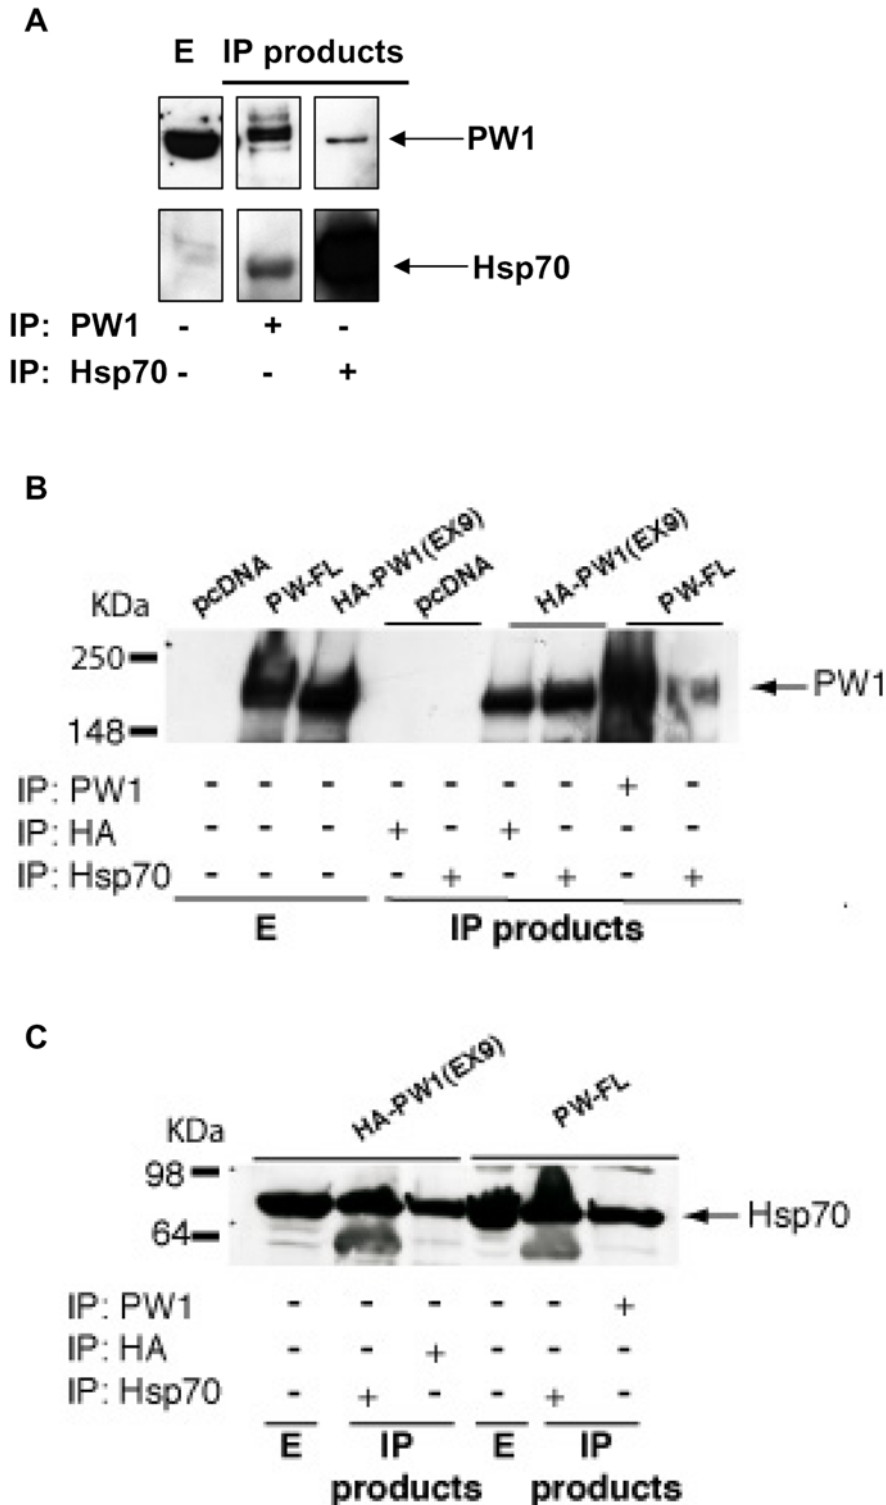 A
E IP products
PW1
Hsp70
IP: PW1 - + -
IP: Hsp70 - - +
B
pcDNA PW-FL HA-PW1(EX9) pcDNA HA-PW1(EX9) PW-FL
KDa
250
PW1
148
IP: PW1 - - - - - - - + -
IP: HA - - - + - + - - -
IP: Hsp70 - - - - + - + - +
E IP products
C
HA-PW1(EX9) PW-FL
KDa
98
Hsp70
64
IP: PW1 - - - - - +
IP: HA - - + - - -
IP: Hsp70 - + - - + -
E IP E IP
products products